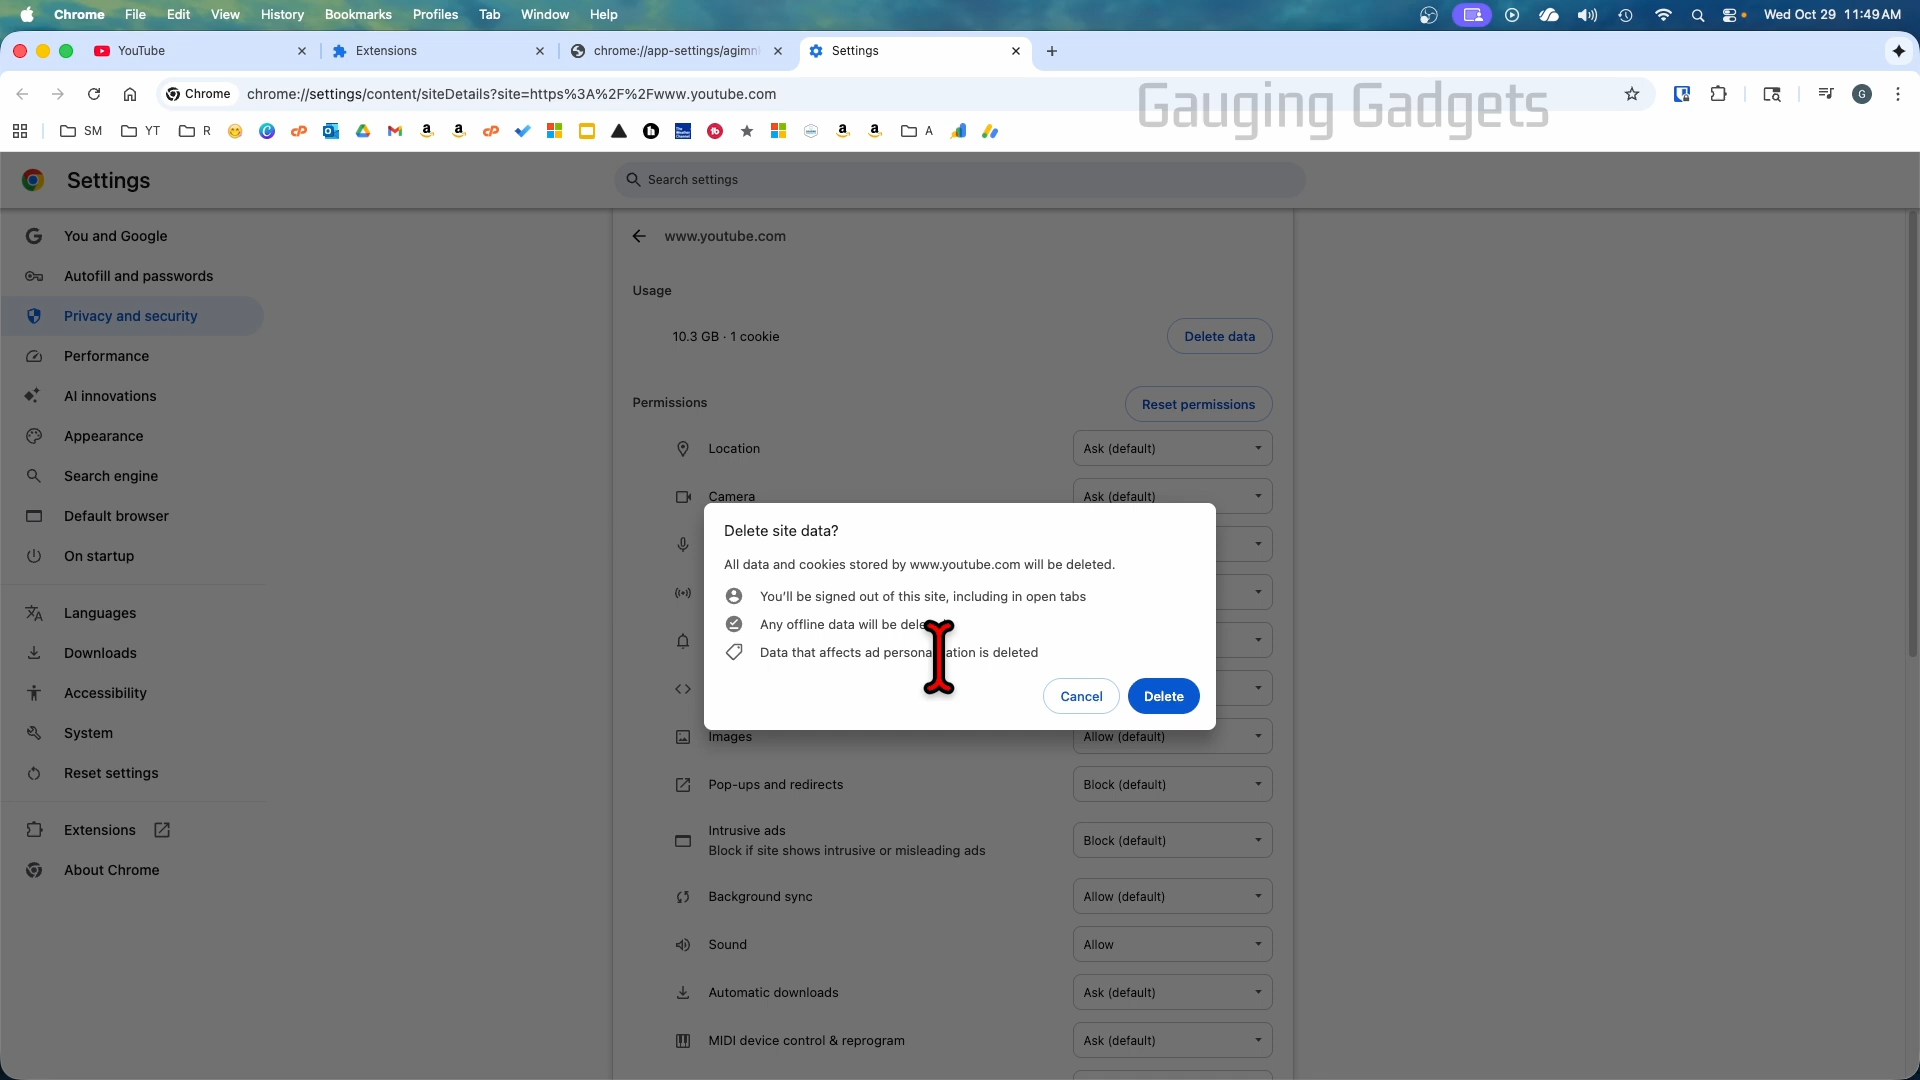 Chrome File Edit View History Bookmarks Profiles Tab Window Help Wed Oct 29 11:49AM
YouTube Extensions chrome://app-settings/agimn Settings
Chrome chrome://settings/content/siteDetails?site=https%3A%2F%2Fwww.youtube.com
Gauging Gadgets
SM YT R A
Settings
Search settings
You and Google
Autofill and passwords
Privacy and security
Performance
AI innovations
Appearance
Search engine
Default browser
On startup
Languages
Downloads
Accessibility
System
Reset settings
Extensions
About Chrome
www.youtube.com
Usage
10.3 GB · 1 cookie Delete data
Permissions Reset permissions
Location Ask (default)
Camera Ask (default)
Delete site data?
All data and cookies stored by www.youtube.com will be deleted.
You'll be signed out of this site, including in open tabs
Any offline data will be
Data that affects ad is deleted
Cancel Delete
Images Allow (default)
Pop-ups and redirects Block (default)
Intrusive ads
Block if site shows intrusive or misleading ads Block (default)
Background sync Allow (default)
Sound Allow
Automatic downloads Ask (default)
MIDI device control & reprogram Ask (default)